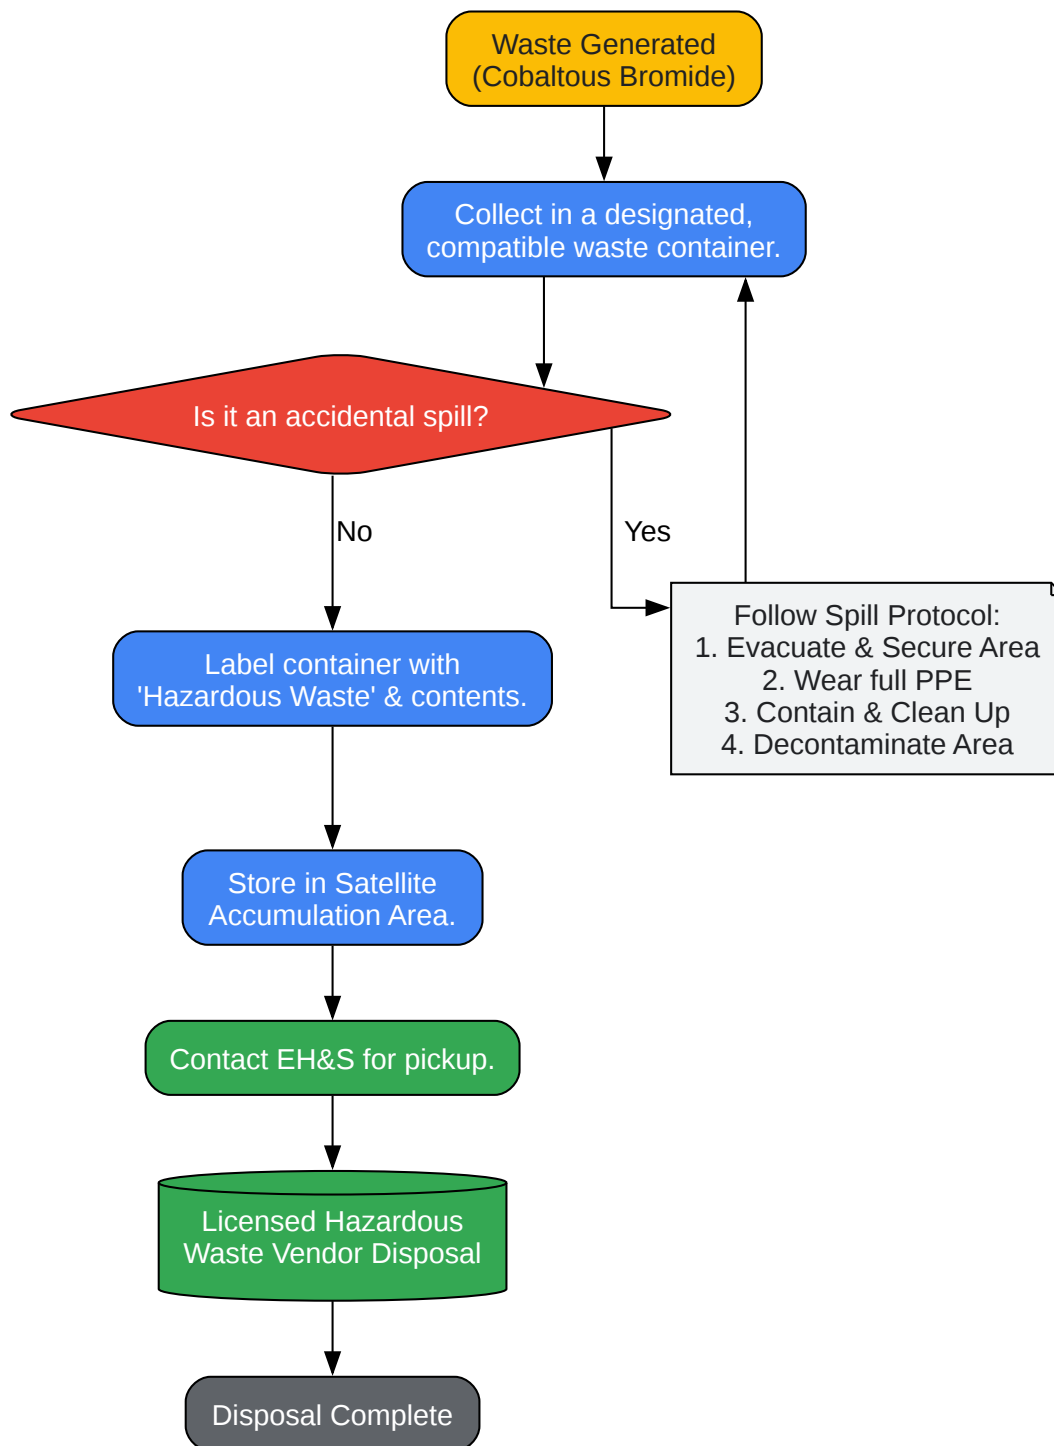 Waste Generated
(Cobaltous Bromide)
Collect in a designated,
compatible waste container.
Is it an accidental spill?
No
Yes
Follow Spill Protocol:
1. Evacuate & Secure Area
2. Wear full PPE
3. Contain & Clean Up
4. Decontaminate Area
Label container with
'Hazardous Waste' & contents.
Store in Satellite
Accumulation Area.
Contact EH&S for pickup.
Licensed Hazardous
Waste Vendor Disposal
Disposal Complete